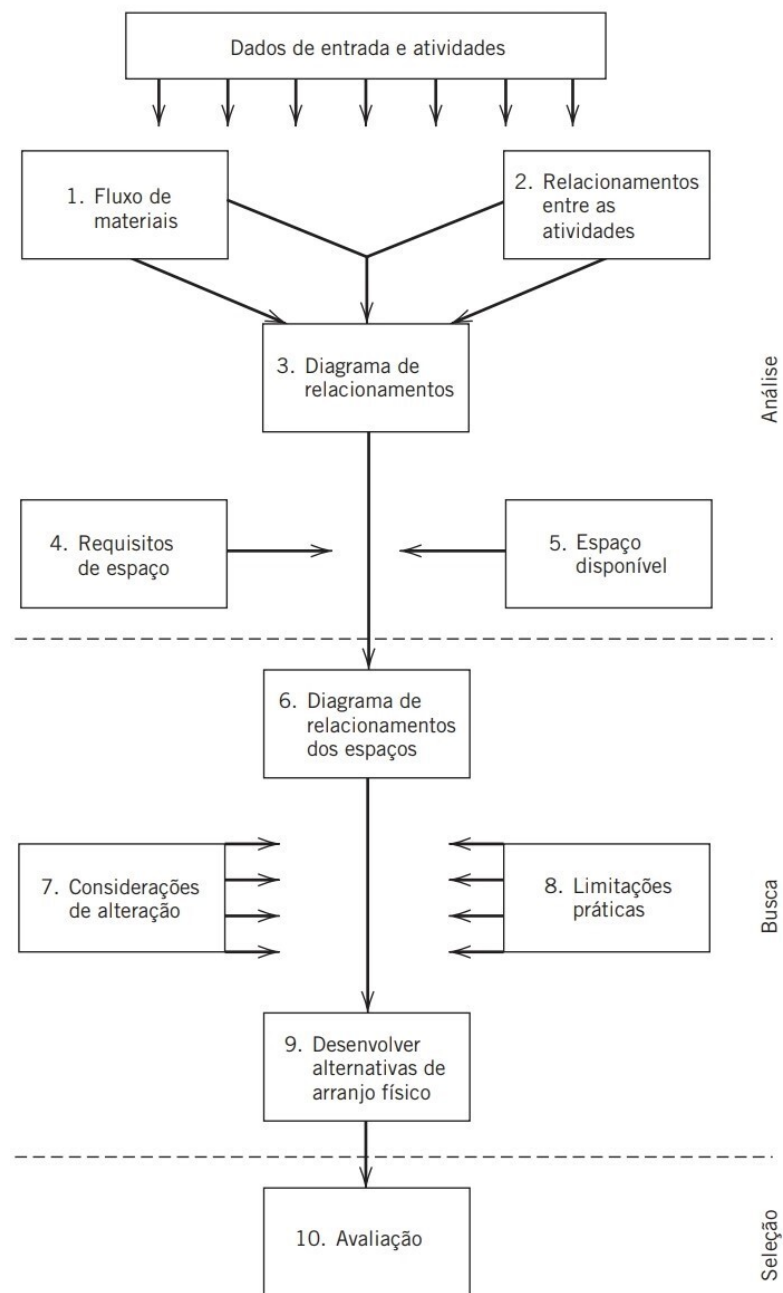 Dados de entrada e atividades
1. Fluxo de
materiais
2. Relacionamentos
entre as
atividades
3. Diagrama de
relacionamentos
Análise
4. Requisitos
de espaço
5. Espaço
disponível
6. Diagrama de
relacionamentos
dos espaços
7. Considerações
de alteração
8. Limitações
práticas
Busca
9. Desenvolver
alternativas de
arranjo físico
10. Avaliação
Seleção